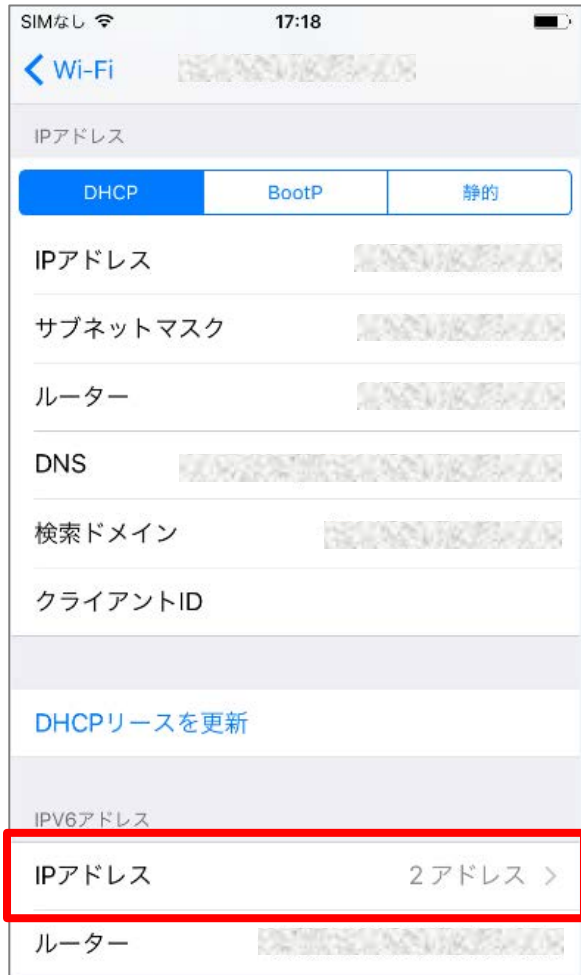 SIMなし 17:18
Wi-Fi
IPアドレス
DHCP BootP 静的
IPアドレス
サブネットマスク
ルーター
DNS
検索ドメイン
クライアントID
DHCPリースを更新
IPV6アドレス
IPアドレス 2 アドレス
ルーター